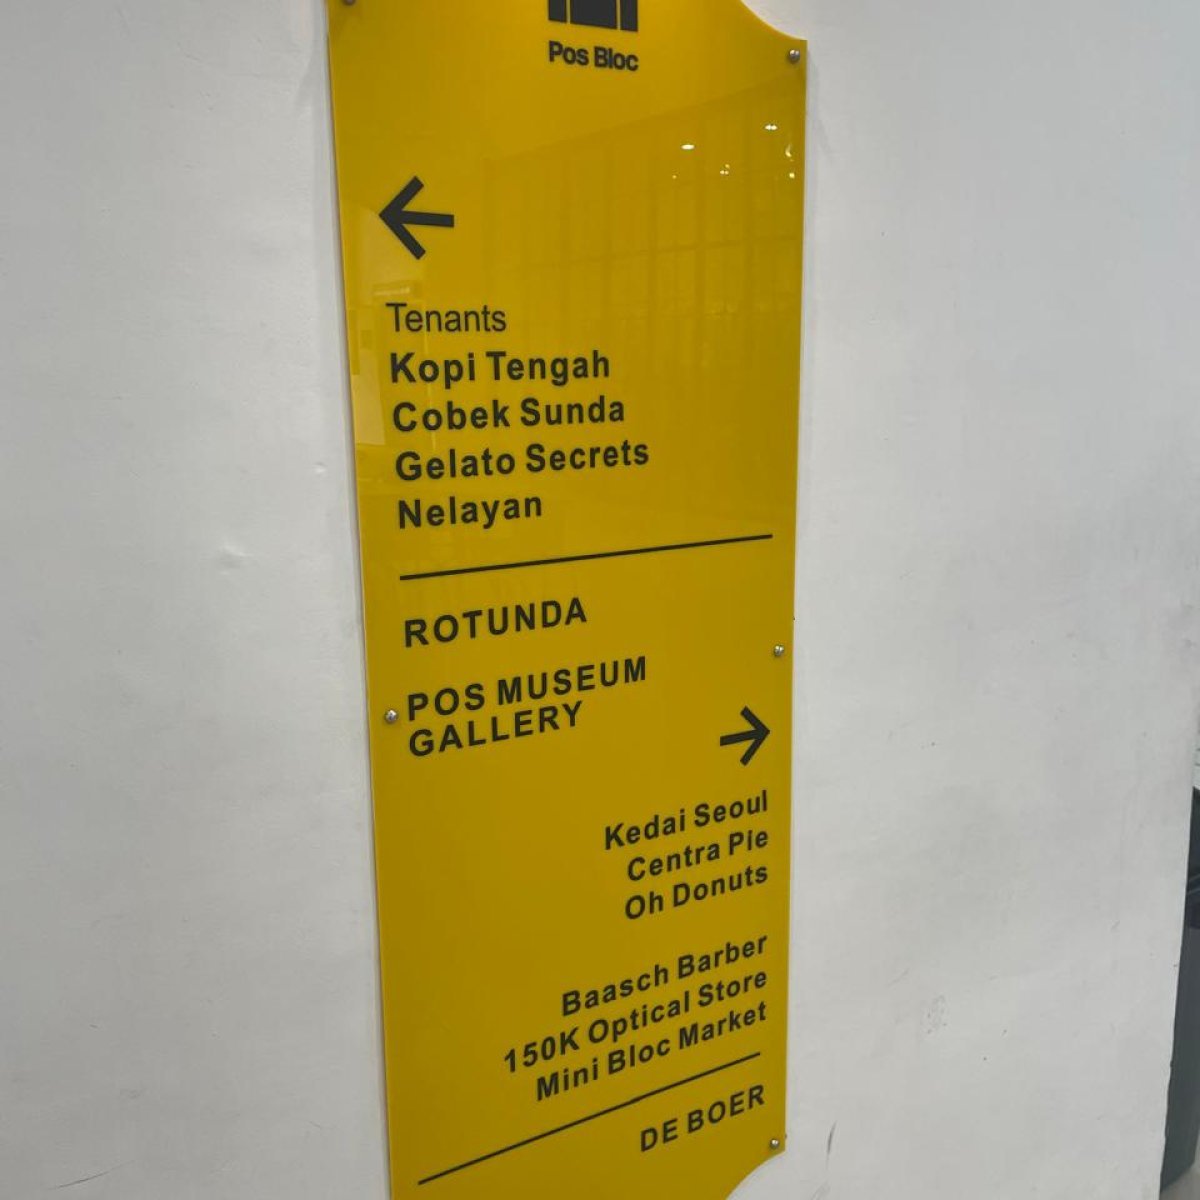 Pos Bloc
Tenants
Kopi Tengah
Cobek Sunda
Gelato Secrets
Nelayan
ROTUNDA
POS MUSEUM
GALLERY
Kedai Seoul
Centra Pie
Oh Donuts
Baasch Barber
150K Optical Store
Mini Bloc Market
DE BOER